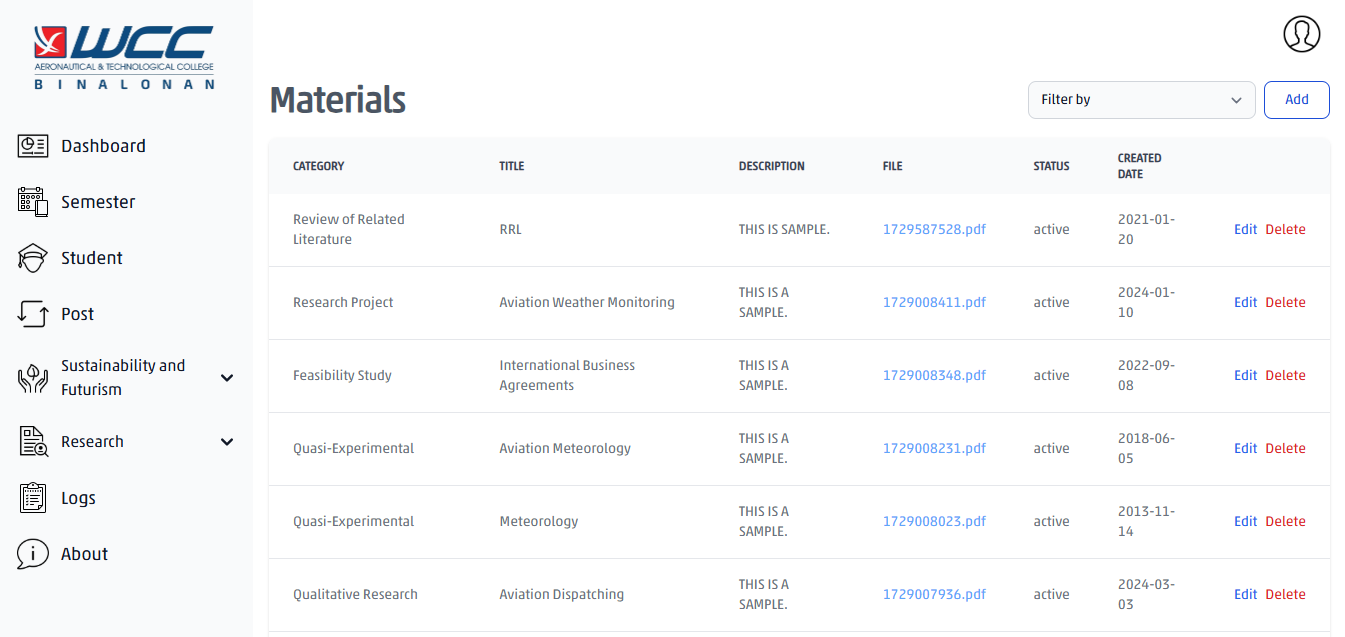 WCC
AERONAUTICAL & TECHNOLOGICAL COLLEGE
BINALONAN
Dashboard
Semester
Student
Post
Sustainability and
Futurism
Research
Logs
About
Materials
Filter by
Add
CATEGORY TITLE DESCRIPTION FILE STATUS CREATED
DATE
Review of Related
Literature
RRL
THIS IS SAMPLE.
1729587528.pdf
active
2021-01-
20
Edit Delete
Research Project
Aviation Weather Monitoring
THIS IS A
SAMPLE.
1729008411.pdf
active
2024-01-
10
Edit Delete
Feasibility Study
International Business
Agreements
THIS IS A
SAMPLE.
1729008348.pdf
active
2022-09-
08
Edit Delete
Quasi-Experimental
Aviation Meteorology
THIS IS A
SAMPLE.
1729008231.pdf
active
2018-06-
05
Edit Delete
Quasi-Experimental
Meteorology
THIS IS A
SAMPLE.
1729008023.pdf
active
2013-11-
14
Edit Delete
Qualitative Research
Aviation Dispatching
THIS IS A
SAMPLE.
1729007936.pdf
active
2024-03-
03
Edit Delete